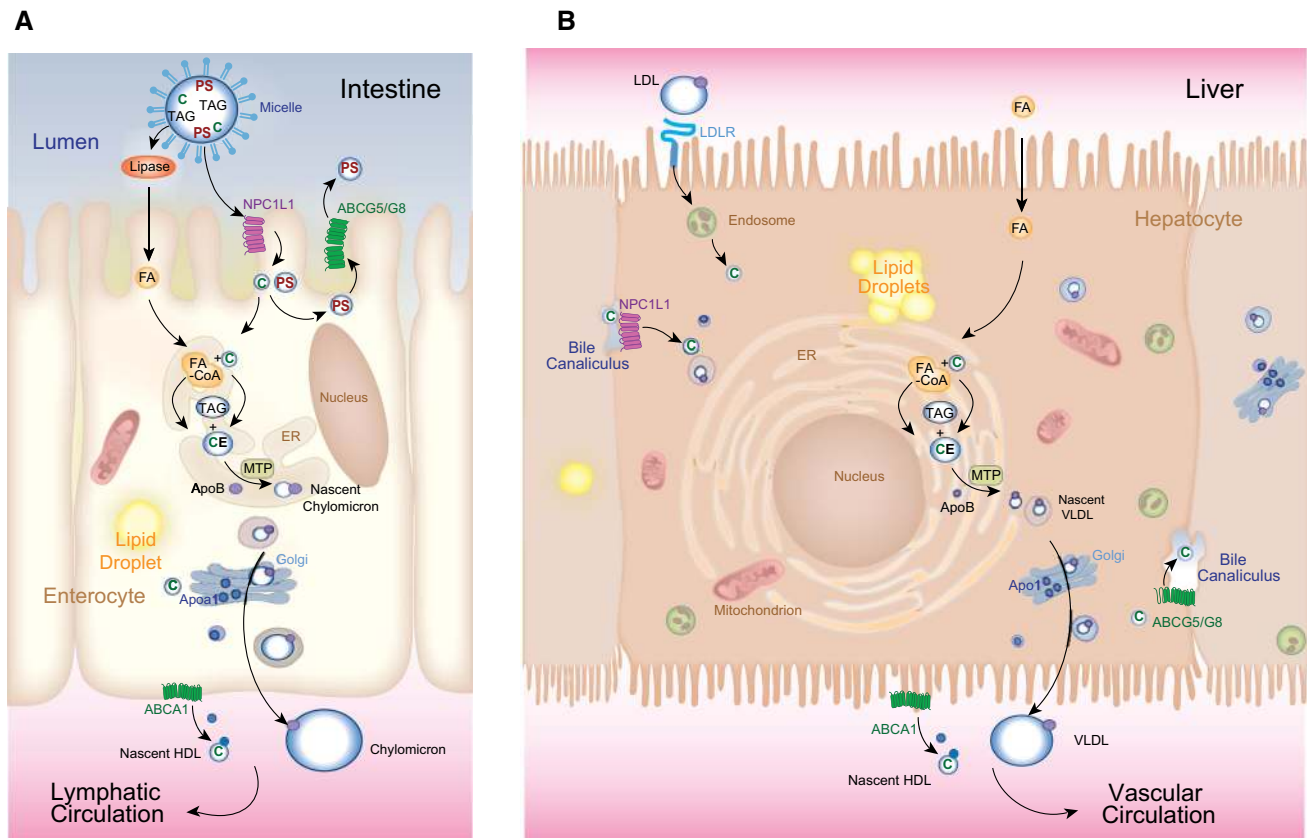 A
Intestine
PS
C
TAG
TAG
PS
C
Micelle
Lumen
Lipase
PS
NPC1L1
ABCG5/G8
FA
C
PS
PS
FA
-CoA
+
C
TAG
+
CE
Nucleus
ER
MTP
ApoB
Nascent
Chylomicron
Lipid
Droplet
Golgi
C
Apoa1
Enterocyte
ABCA1
Nascent HDL
C
Chylomicron
Lymphatic
Circulation
B
Liver
LDL
LDLR
FA
Endosome
FA
Hepatocyte
C
Lipid
Droplets
C
NPC1L1
Bile
Canaliculus
C
ER
FA
-CoA
+
C
TAG
+
CE
Nucleus
MTP
ApoB
Nascent
VLDL
Golgi
Apo1
Mitochondrion
C
Bile
Canaliculus
C
ABCG5/G8
ABCA1
Nascent HDL
C
VLDL
Vascular
Circulation